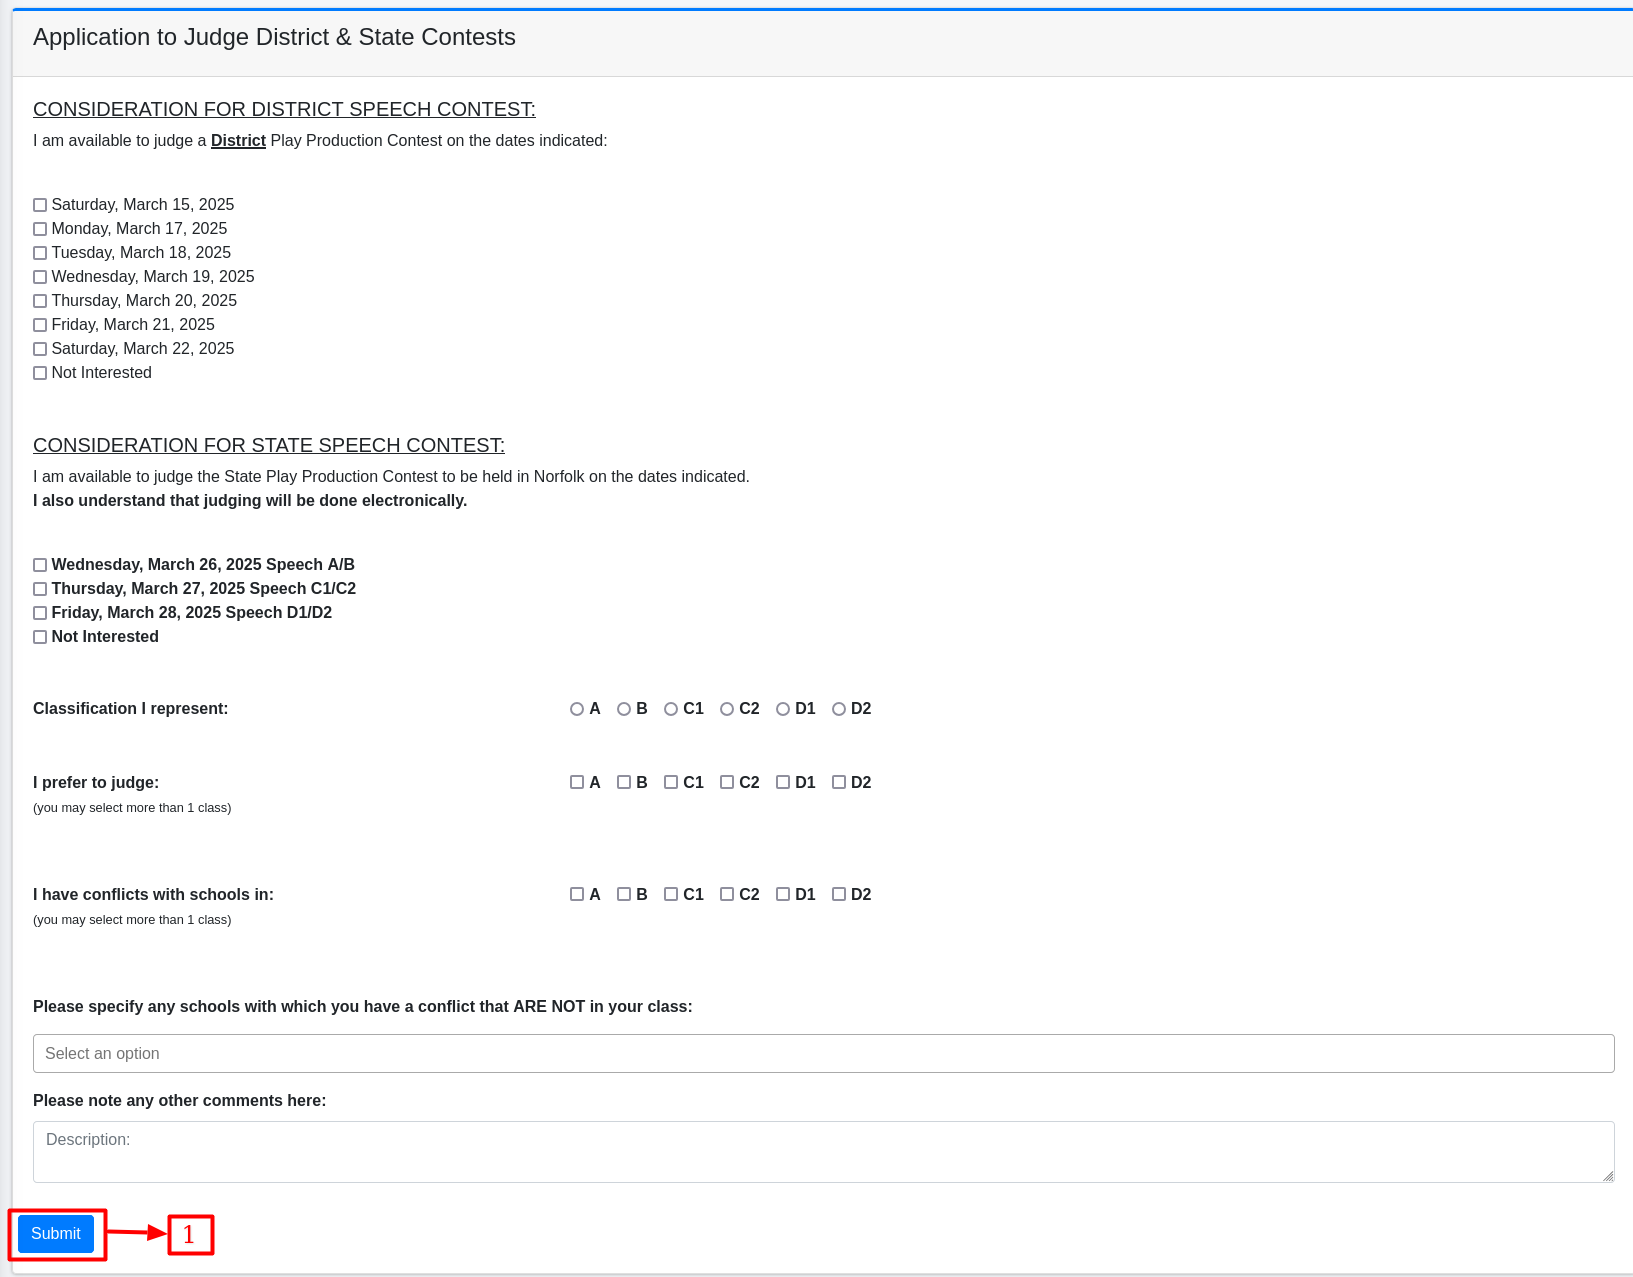 Application to Judge District & State Contests
CONSIDERATION FOR DISTRICT SPEECH CONTEST:
I am available to judge a District Play Production Contest on the dates indicated:
Saturday, March 15, 2025
Monday, March 17, 2025
Tuesday, March 18, 2025
Wednesday, March 19, 2025
Thursday, March 20, 2025
Friday, March 21, 2025
Saturday, March 22, 2025
Not Interested
CONSIDERATION FOR STATE SPEECH CONTEST:
I am available to judge the State Play Production Contest to be held in Norfolk on the dates indicated.
I also understand that judging will be done electronically.
Wednesday, March 26, 2025 Speech A/B
Thursday, March 27, 2025 Speech C1/C2
Friday, March 28, 2025 Speech D1/D2
Not Interested
Classification I represent: A B C1 C2 D1 D2
I prefer to judge: A B C1 C2 D1 D2
(you may select more than 1 class)
I have conflicts with schools in: A B C1 C2 D1 D2
(you may select more than 1 class)
Please specify any schools with which you have a conflict that ARE NOT in your class:
Select an option
Please note any other comments here:
Description:
Submit 1